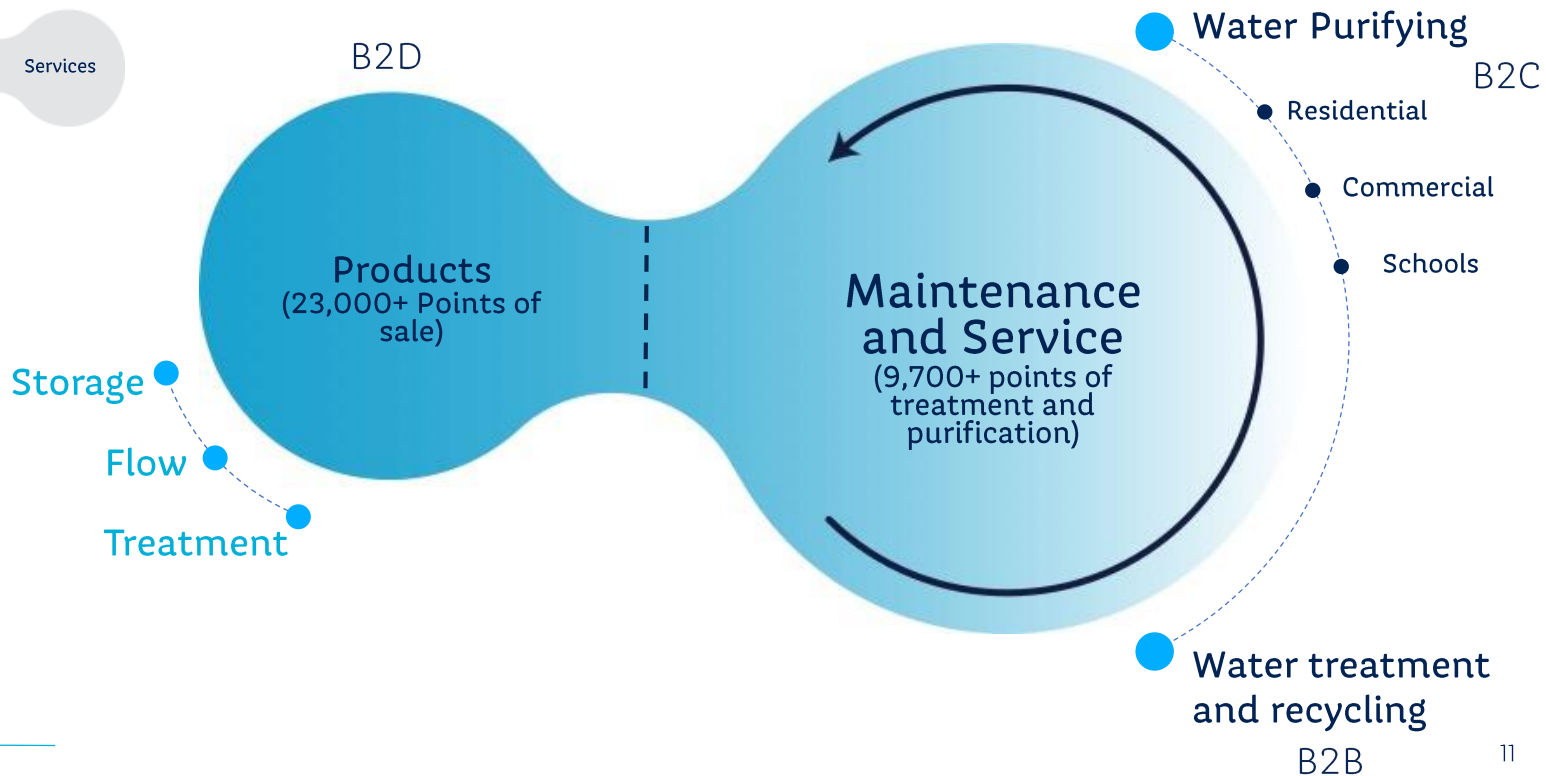 Services
B2D
Products
(23,000+ Points of
sale)
Storage
Flow
Treatment
Maintenance
and Service
(9,700+ points of
treatment and
purification)
Water Purifying
B2C
Residential
Commercial
Schools
Water treatment
and recycling
B2B
11